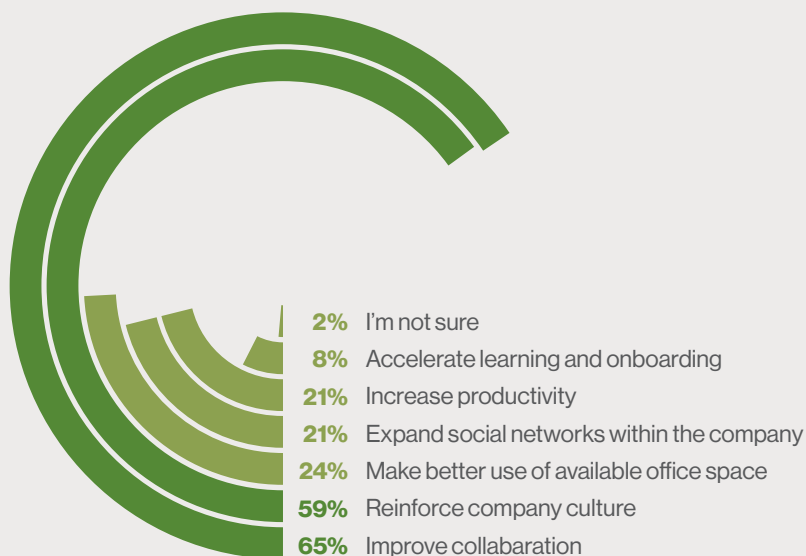 2% I'm not sure
8% Accelerate learning and onboarding
21% Increase productivity
21% Expand social networks within the company
24% Make better use of available office space
59% Reinforce company culture
65% Improve collabaration